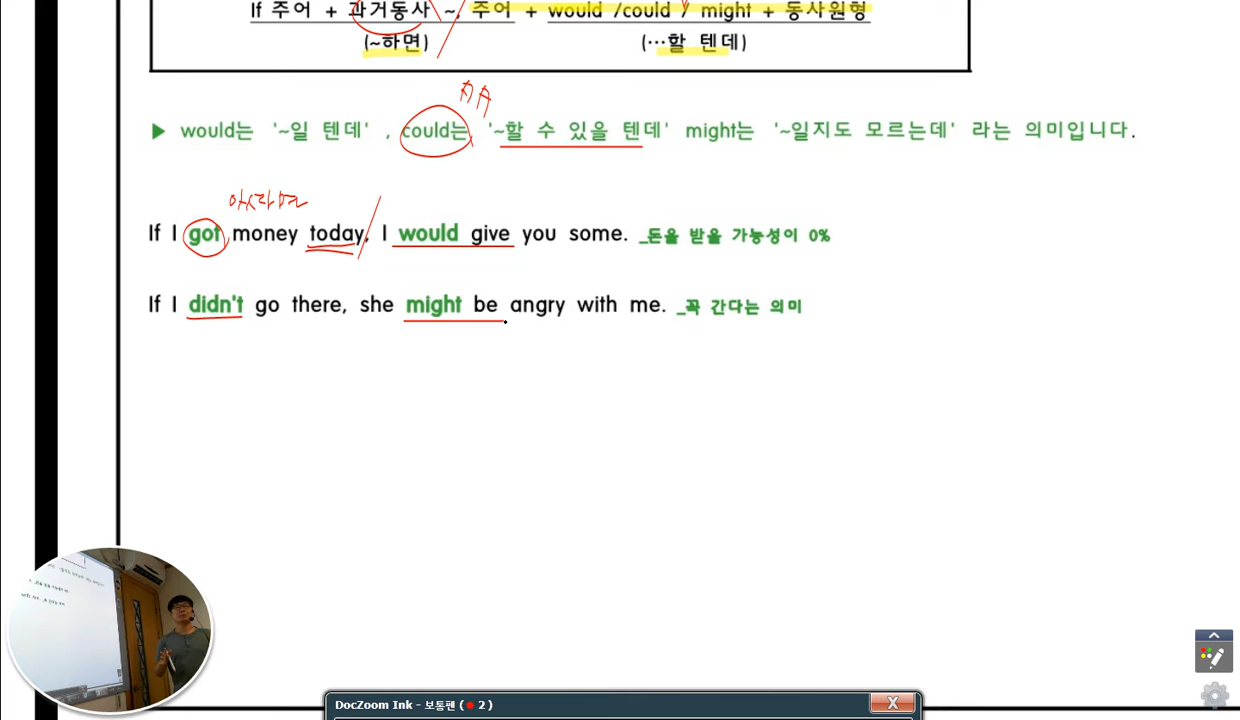 If 주어 + 과거동사 ~, 주어 + would /could / might + 동사원형
(~하면) (…할 텐데)
▶ would는 '~일 텐데' , could는 '~할 수 있을 텐데' might는 '~일지도 모르는데' 라는 의미입니다.
If I got money today, I would give you some. _돈을 받을 가능성이 0%
If I didn't go there, she might be angry with me. _꼭 간다는 의미
DocZoom Ink - 보통펜 ( 2 )
X